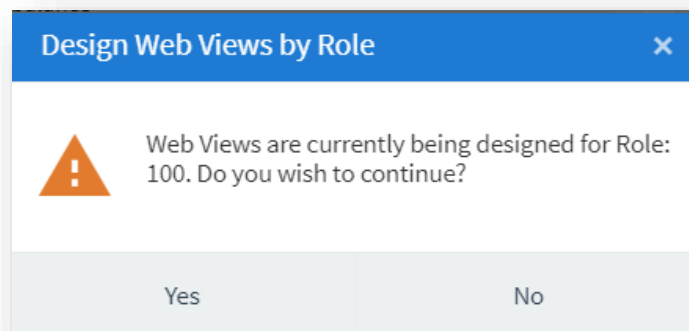 Design Web Views by Role
Web Views are currently being designed for Role:
100. Do you wish to continue?
Yes
No